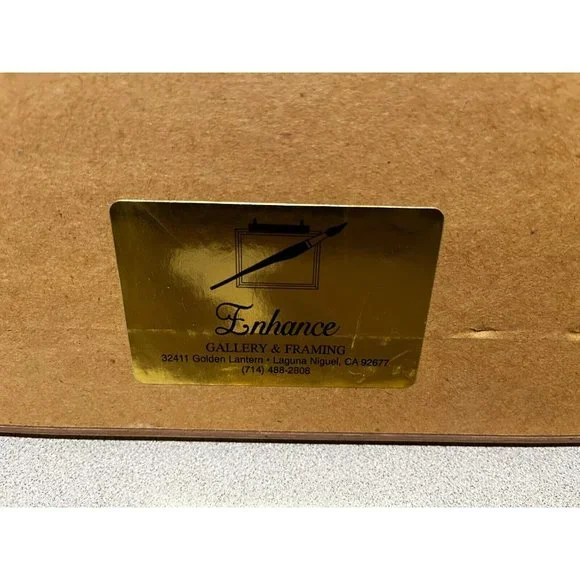 Enhance
GALLERY & FRAMING
32411 Golden Lantern • Laguna Niguel, CA 92677
(714) 488-2808